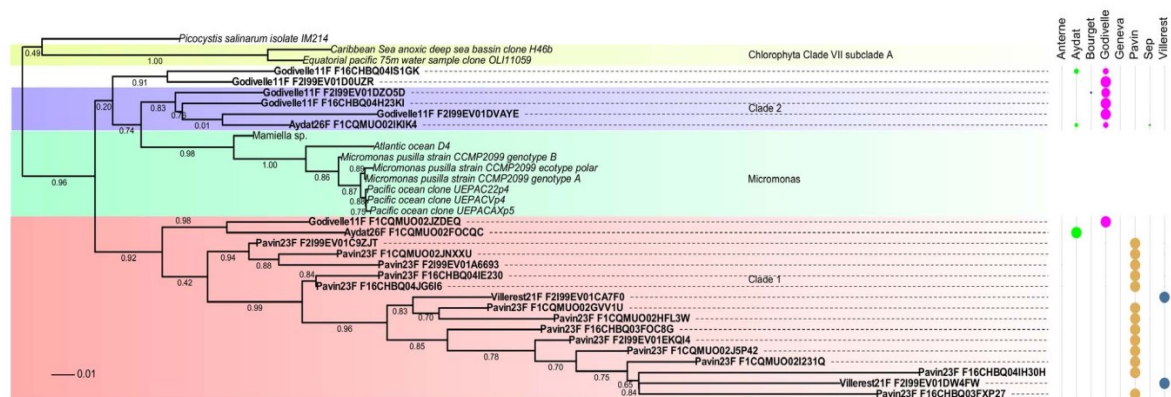 Anterne
Aydat
Bourget
Godivelle
Geneva
Pavin
Sep
Villerest
Picocystis salinarum isolate IM214
0.49
Caribbean Sea anoxic deep sea bassin clone H46b
1.00
Equatorial pacific 75m water sample clone OLI11059
Chlorophyta Clade VII subclade A
Godivelle11F F16CHBQ04IS1GK
0.91
Godivelle11F F2I99EV01D0UZR
0.20
Godivelle11F F2I99EV01DZO5D
0.83
Godivelle11F F16CHBQ04H23KI
Clade 2
0.76
Godivelle11F F2I99EV01DVAYE
0.01
Aydat26F F1CQMUO02IKIK4
0.74
Mamiella sp.
0.98
Atlantic ocean D4
1.00
Micromonas pusilla strain CCMP2099 genotype B
0.86
0.89
Micromonas pusilla strain CCMP2099 ecotype polar
Micromonas pusilla strain CCMP2099 genotype A
Micromonas
0.87
Pacific ocean clone UEPAC22p4
Pacific ocean clone UEPACVp4
0.75
Pacific ocean clone UEPACAXp5
0.96
0.98
Godivelle11F F1CQMUO02JZDEQ
Aydat26F F1CQMUO02FOCQC
0.92
Pavin23F F2I99EV01C9ZJT
0.94
Pavin23F F1CQMUO02JNXXU
0.88
Pavin23F F2I99EV01A6693
0.42
0.84
Pavin23F F16CHBQ04IE230
Clade 1
Pavin23F F16CHBQ04JG6I6
0.99
Villerest21F F2I99EV01CA7F0
0.83
Pavin23F F1CQMUO02GVV1U
0.70
Pavin23F F1CQMUO02HFL3W
0.96
Pavin23F F16CHBQ03FOC8G
0.85
Pavin23F F2I99EV01EKQI4
0.78
Pavin23F F1CQMUO02J5P42
0.70
Pavin23F F1CQMUO02I231Q
0.75
Pavin23F F16CHBQ04IH30H
0.65
Villerest21F F2I99EV01DW4FW
0.84
Pavin23F F16CHBQ03FXP27
0.01